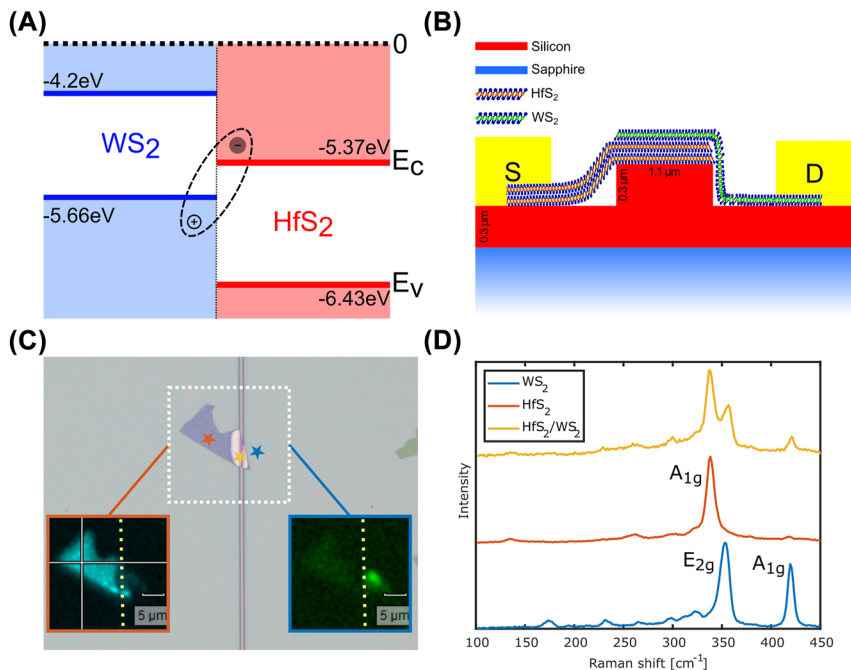 (A)
0
-4.2eV
WS2
-5.37eV
EC
-
-5.66eV
+
HfS2
EV
-6.43eV
(B)
Silicon
Sapphire
HfS2
WS2
S
D
0.3 μm
1.1 μm
0.3 μm
(C)
5 μm
5 μm
(D)
WS2
HfS2
HfS2/WS2
A1g
E2g
A1g
Intensity
100 150 200 250 300 350 400 450
Raman shift [cm-1]